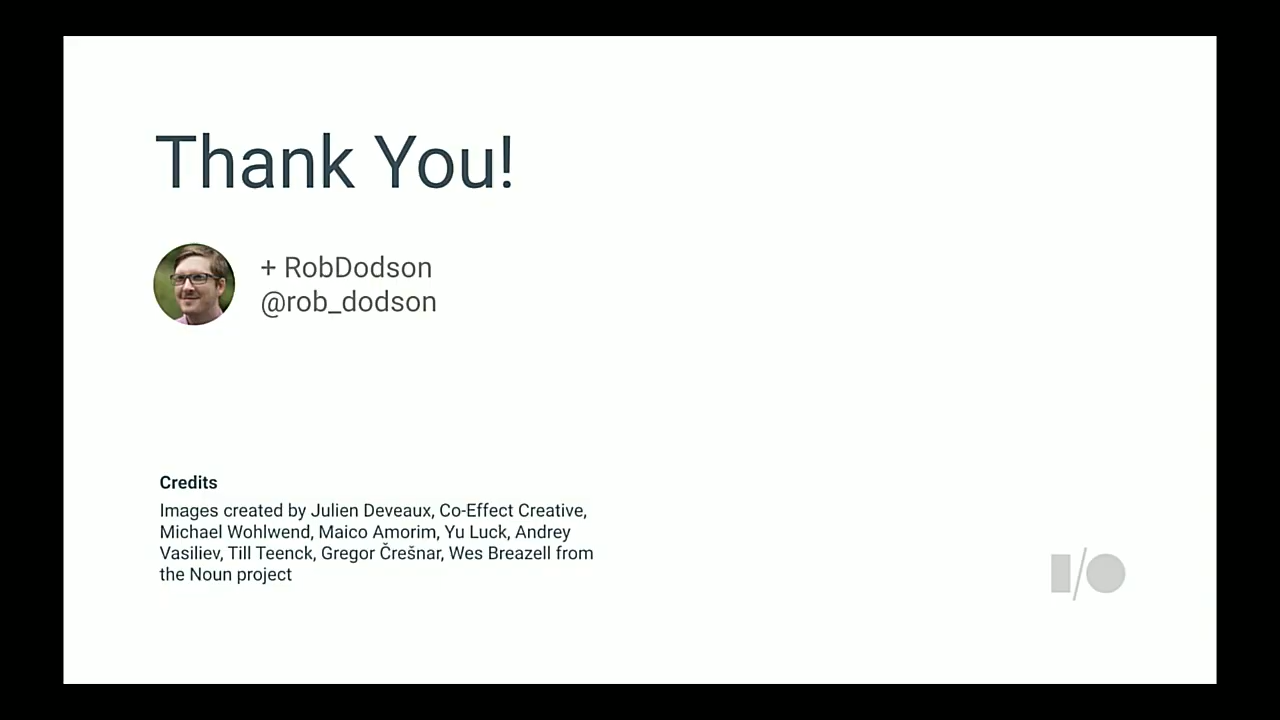 Thank You!
+ RobDodson
@rob_dodson
Credits
Images created by Julien Deveaux, Co-Effect Creative,
Michael Wohlwend, Maico Amorim, Yu Luck, Andrey
Vasiliev, Till Teenck, Gregor Črešnar, Wes Breazell from
the Noun project
I/O